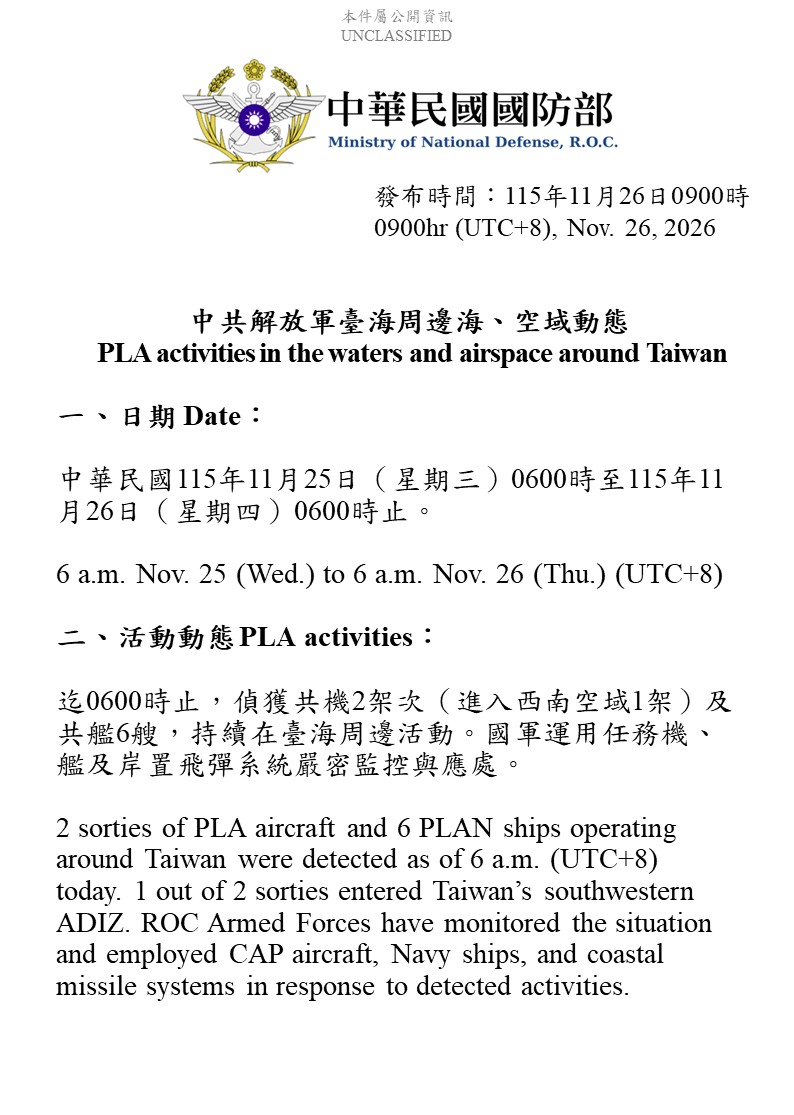 本件屬公開資訊
UNCLASSIFIED
中華民國國防部
Ministry of National Defense, R.O.C.
發布時間：115年11月26日0900時
0900hr (UTC+8), Nov. 26, 2026
中共解放軍臺海周邊海、空域動態
PLA activities in the waters and airspace around Taiwan
一、日期 Date：
中華民國115年11月25日（星期三）0600時至115年11
月26日（星期四）0600時止。
6 a.m. Nov. 25 (Wed.) to 6 a.m. Nov. 26 (Thu.) (UTC+8)
二、活動動態 PLA activities：
迄0600時止，偵獲共機2架次（進入西南空域1架）及
共艦6艘，持續在臺海周邊活動。國軍運用任務機、
艦及岸置飛彈系統嚴密監控與應處。
2 sorties of PLA aircraft and 6 PLAN ships operating
around Taiwan were detected as of 6 a.m. (UTC+8)
today. 1 out of 2 sorties entered Taiwan’s southwestern
ADIZ. ROC Armed Forces have monitored the situation
and employed CAP aircraft, Navy ships, and coastal
missile systems in response to detected activities.